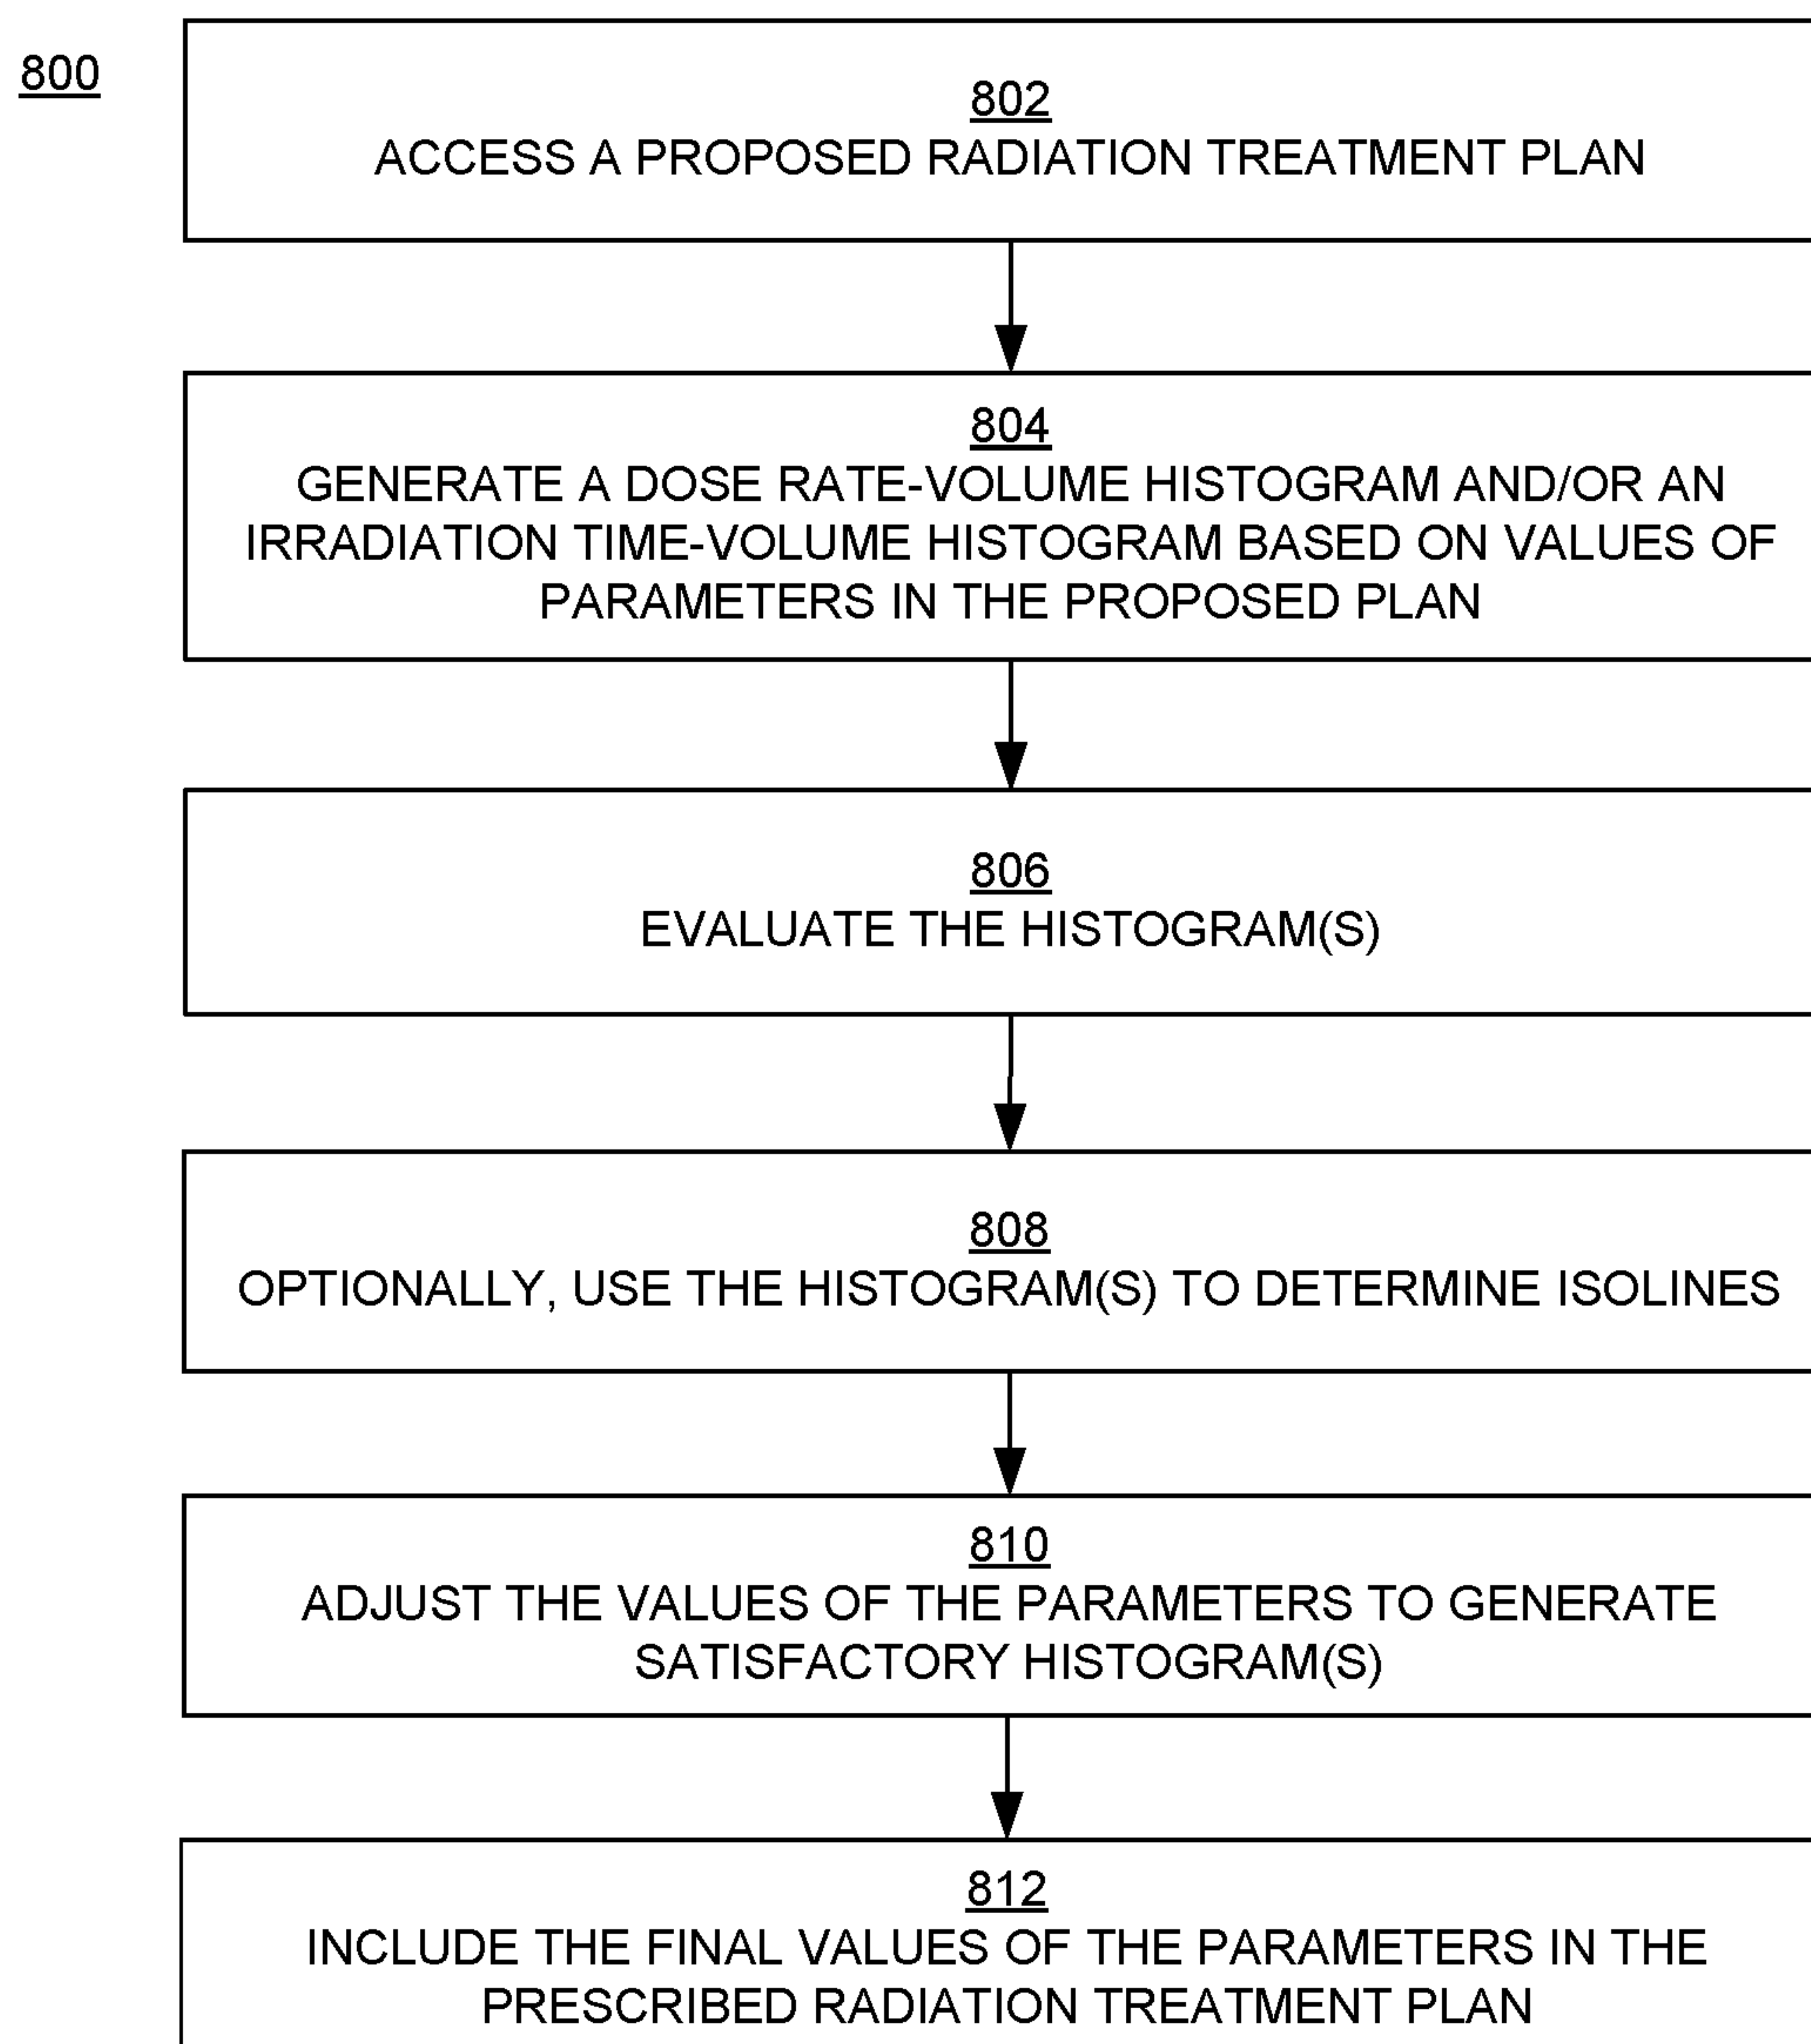 800
802
ACCESS A PROPOSED RADIATION TREATMENT PLAN
804
GENERATE A DOSE RATE-VOLUME HISTOGRAM AND/OR AN
IRRADIATION TIME-VOLUME HISTOGRAM BASED ON VALUES OF
PARAMETERS IN THE PROPOSED PLAN
806
EVALUATE THE HISTOGRAM(S)
808
OPTIONALLY, USE THE HISTOGRAM(S) TO DETERMINE ISOLINES
810
ADJUST THE VALUES OF THE PARAMETERS TO GENERATE
SATISFACTORY HISTOGRAM(S)
812
INCLUDE THE FINAL VALUES OF THE PARAMETERS IN THE
PRESCRIBED RADIATION TREATMENT PLAN